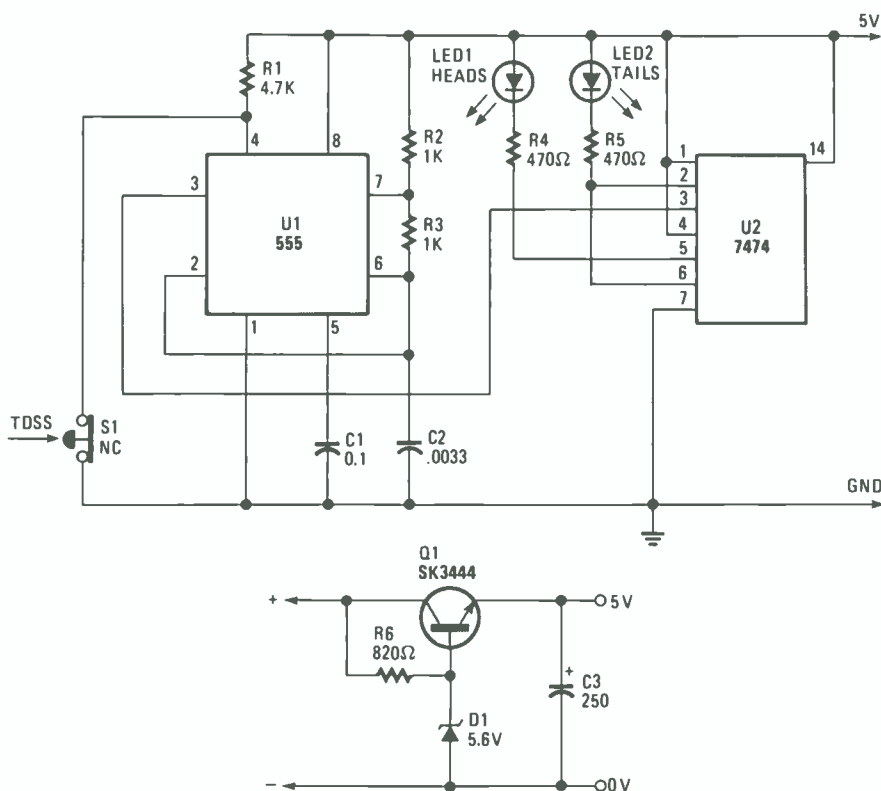 5V
R1
4.7K
LED1
HEADS
LED2
TAILS
4
8
R2
1K
R4
470Ω
R5
470Ω
1
14
2
3
7
3
U1
555
R3
1K
4
U2
7474
5
2
6
6
7
1
5
TDSS
S1
NC
C1
0.1
C2
.0033
GND
Q1
SK3444
+
5V
R6
820Ω
+
C3
250
D1
5.6V
−
0V